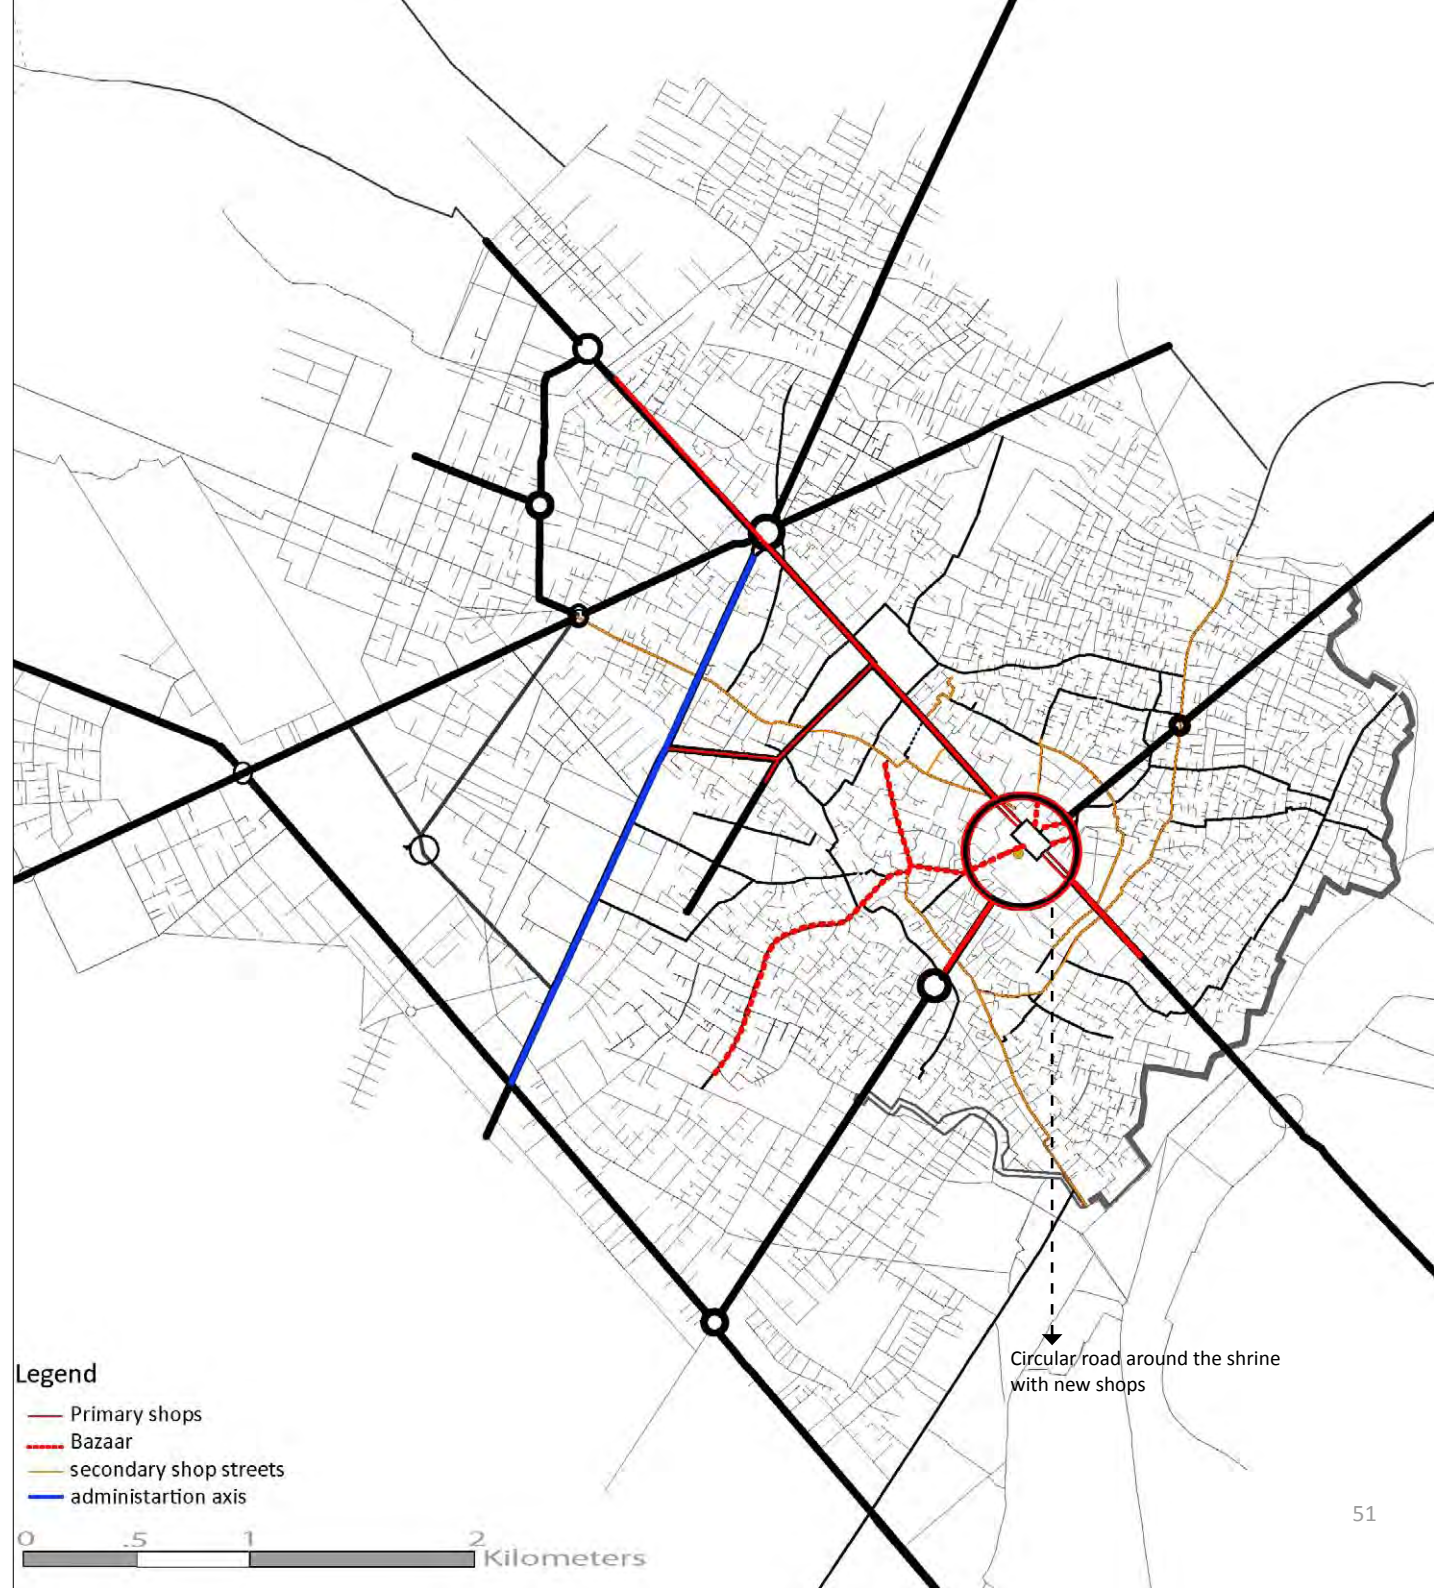 Circular road around the shrine
with new shops
Legend
Primary shops
Bazaar
secondary shop streets
administartion axis
51
0 .5 1 2
Kilometers